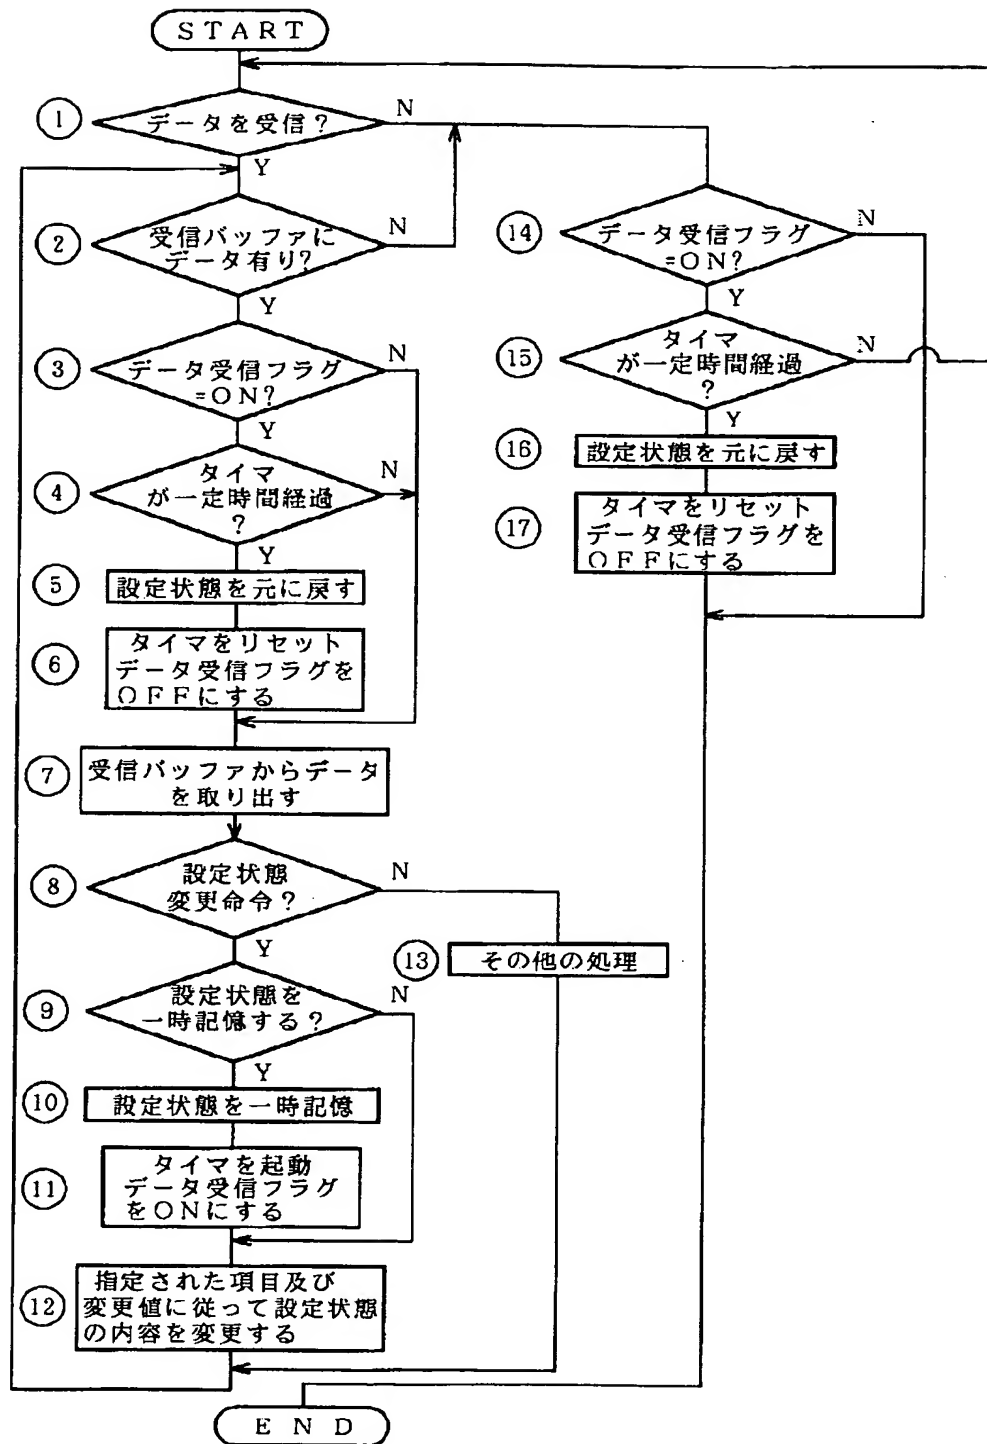 START
① データを受信? N
Y
② 受信バッファに
データ有り? N
Y
③ データ受信フラグ
=ON? N
Y
④ タイマ
が一定時間経過
? N
Y
⑤ 設定状態を元に戻す
⑥ タイマをリセット
データ受信フラグを
OFFにする
⑦ 受信バッファからデータ
を取り出す
⑧ 設定状態
変更命令? N
Y
⑬ その他の処理
⑨ 設定状態を
一時記憶する? N
Y
⑩ 設定状態を一時記憶
⑪ タイマを起動
データ受信フラグ
をONにする
⑫ 指定された項目及び
変更値に従って設定状態
の内容を変更する
⑭ データ受信フラグ
=ON? N
Y
⑮ タイマ
が一定時間経過
? N
Y
⑯ 設定状態を元に戻す
⑰ タイマをリセット
データ受信フラグを
OFFにする
END